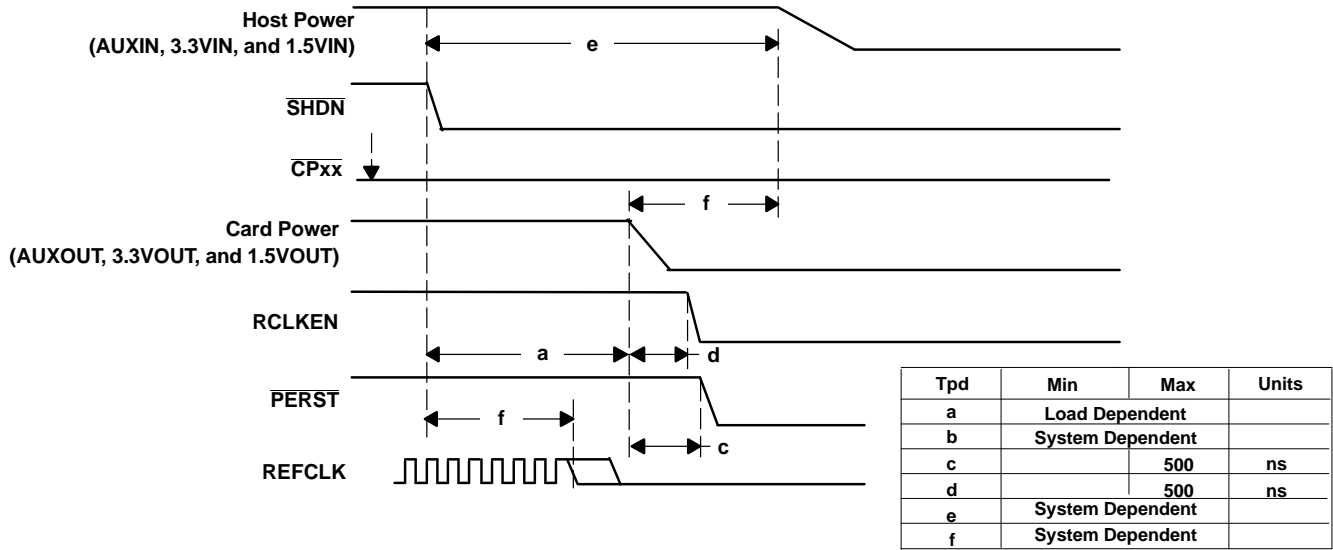 Host Power
(AUXIN, 3.3VIN, and 1.5VIN)
e
SHDN
CPxx
f
Card Power
(AUXOUT, 3.3VOUT, and 1.5VOUT)
RCLKEN
a
d
PERST
f
c
REFCLK
Tpd Min Max Units
a Load Dependent
b System Dependent
c 500 ns
d 500 ns
e System Dependent
f System Dependent